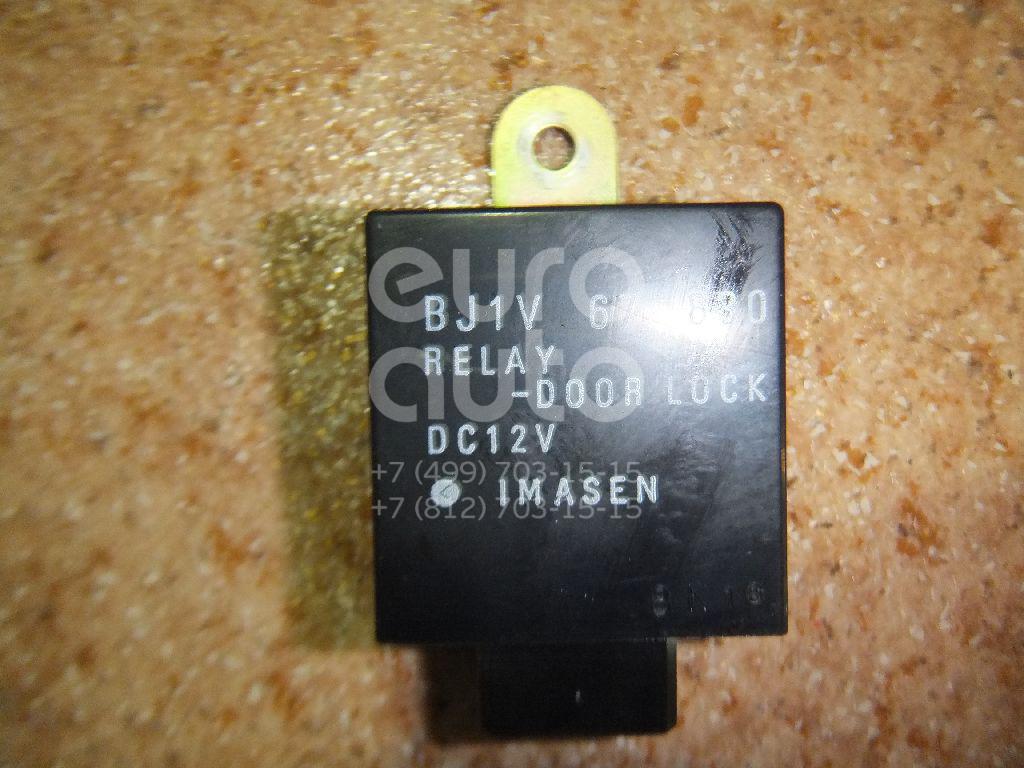 euro
auto
BJ1V
RELAY
-DOOR LOCK
DC12V
+7 (499) 703-15-15
IMASEN
+7 (812) 703-15-15